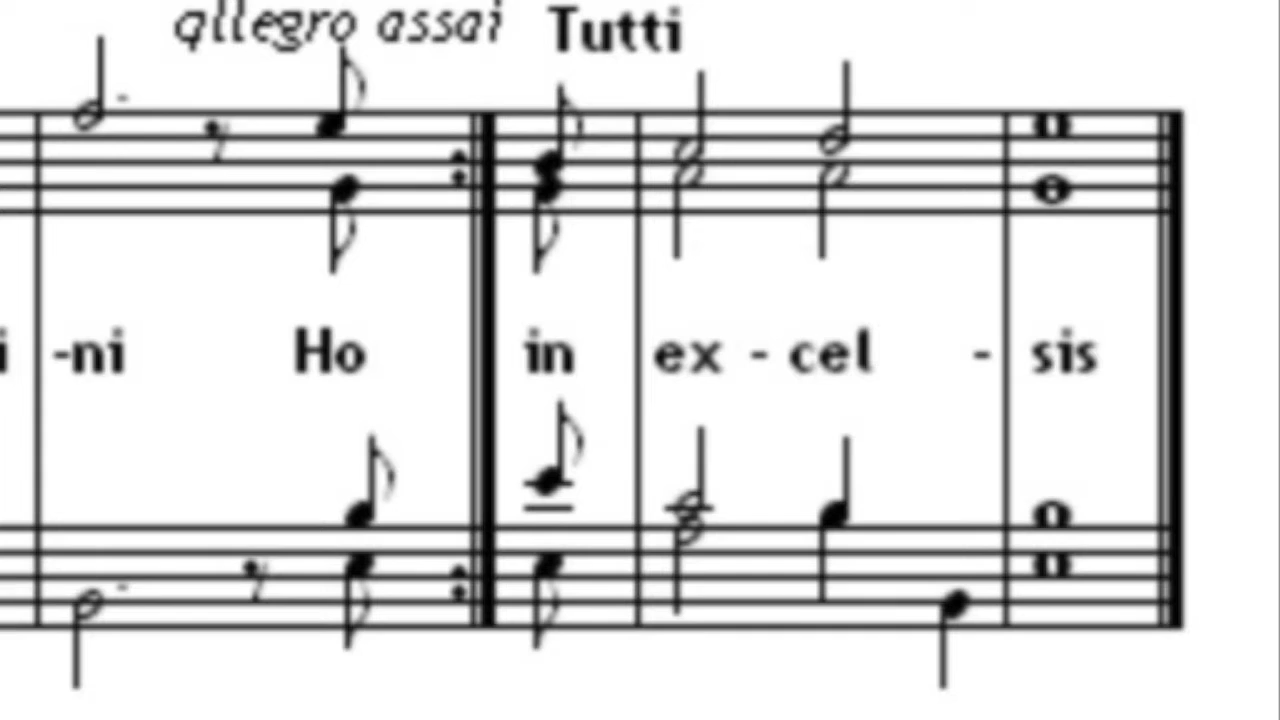 allegro assai Tutti
i -ni Ho in ex - cel - sis